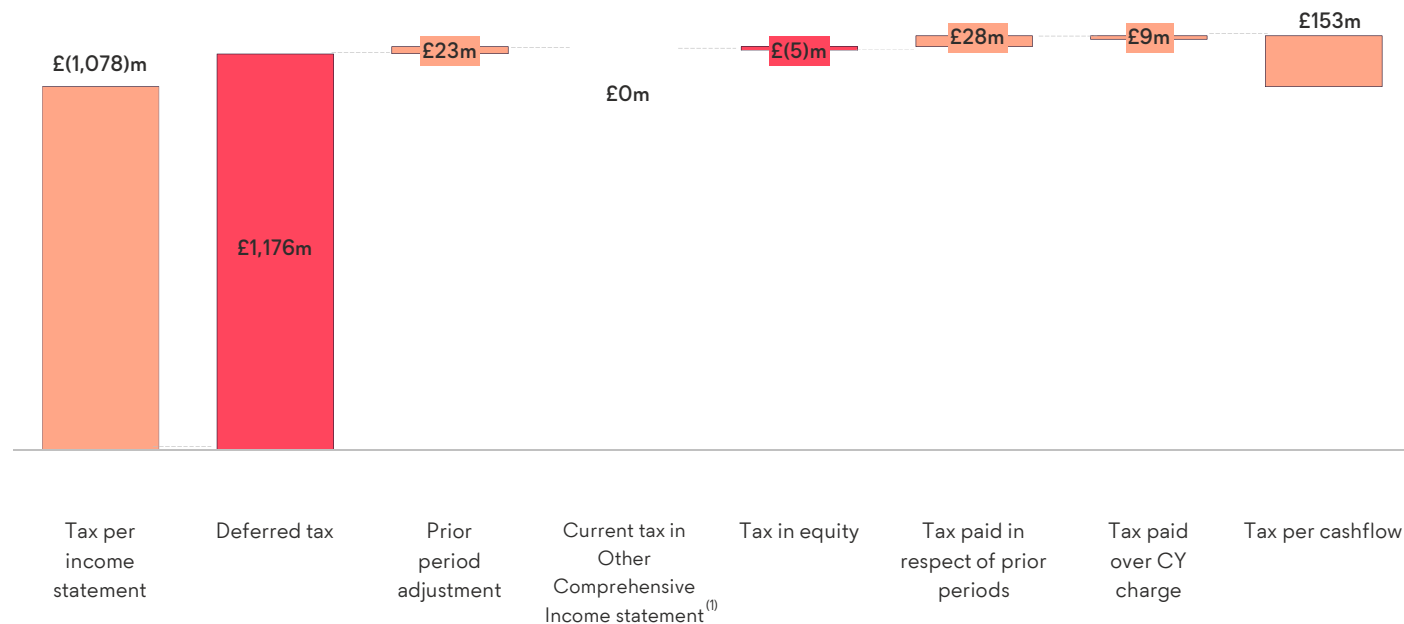 £(1,078)m
£1,176m
£23m
£0m
£(5)m
£28m
£9m
£153m
Tax per
income
statement
Deferred tax
Prior
period
adjustment
Current tax in
Other
Comprehensive
Income statement(1)
Tax in equity
Tax paid in
respect of prior
periods
Tax paid
over CY
charge
Tax per cashflow